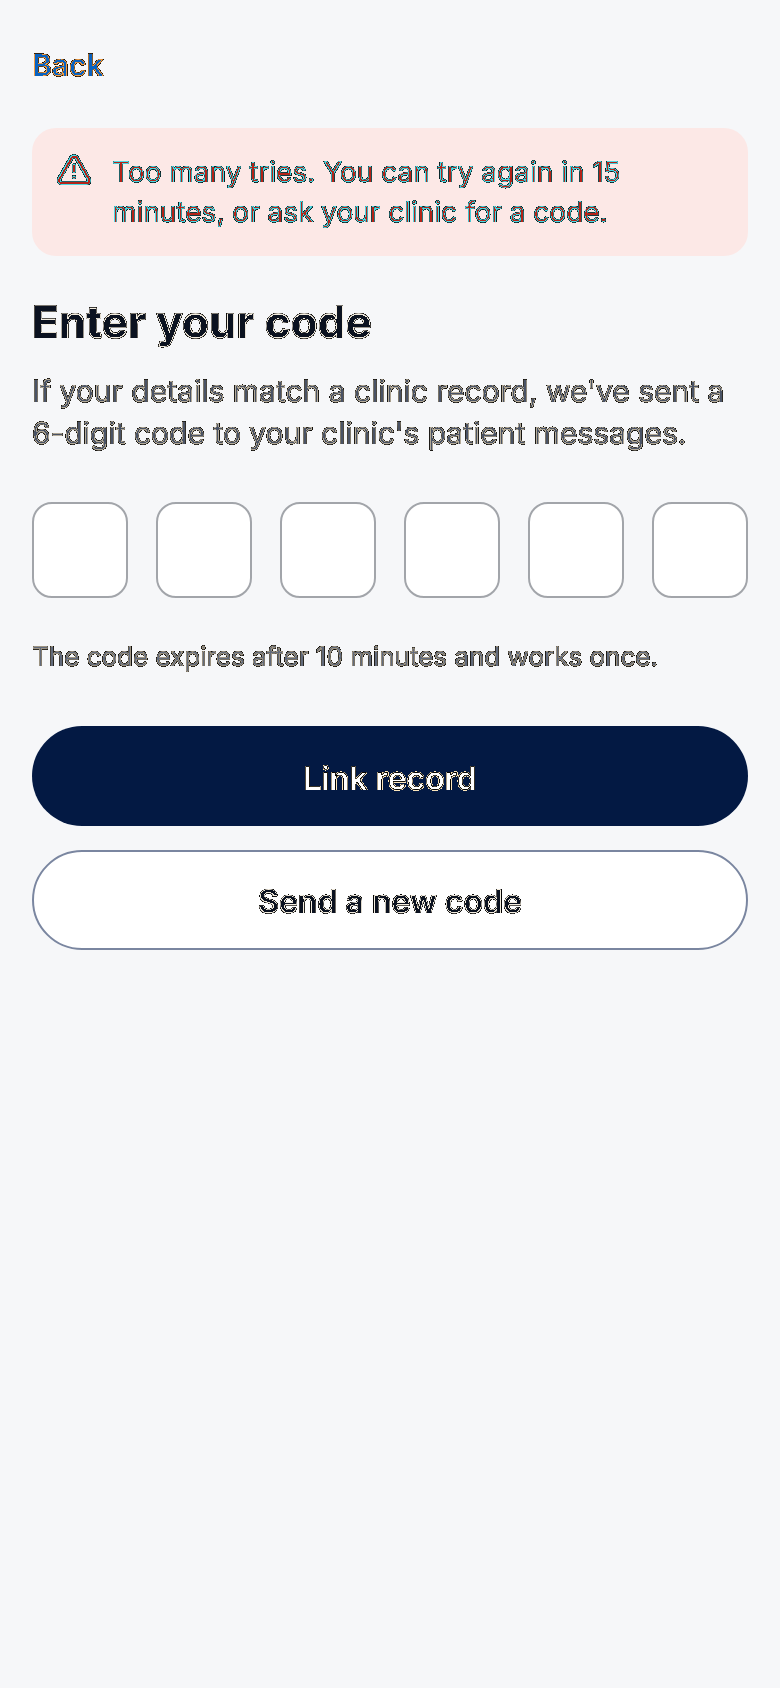 Back
Too many tries. You can try again in 15
minutes, or ask your clinic for a code.
Enter your code
If your details match a clinic record, we've sent a
6-digit code to your clinic's patient messages.
The code expires after 10 minutes and works once.
Link record
Send a new code